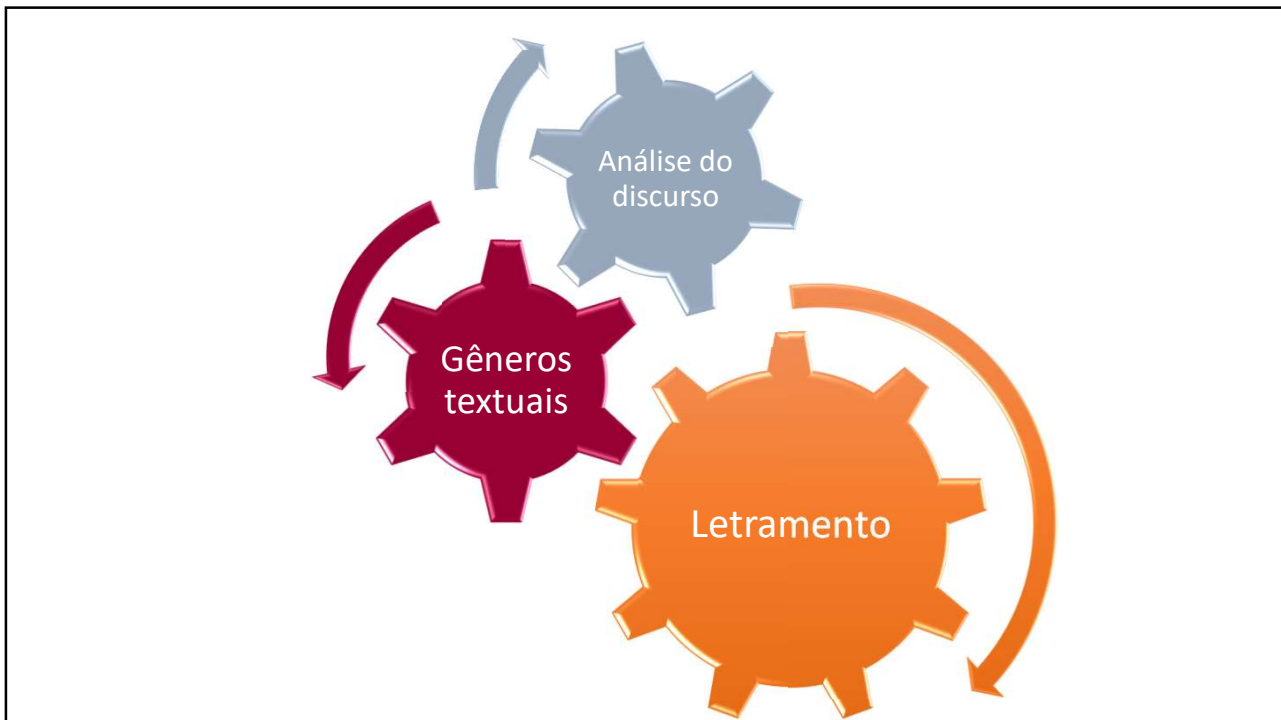 Análise do
discurso
Gêneros
textuais
Letramento